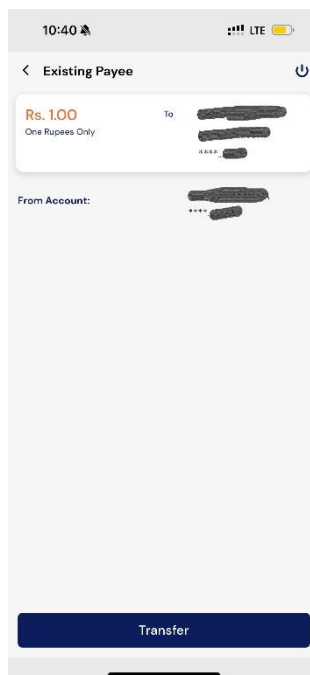 10:40
LTE
Existing Payee
Rs. 1.00
To
One Rupees Only
****
From Account:
****
Transfer